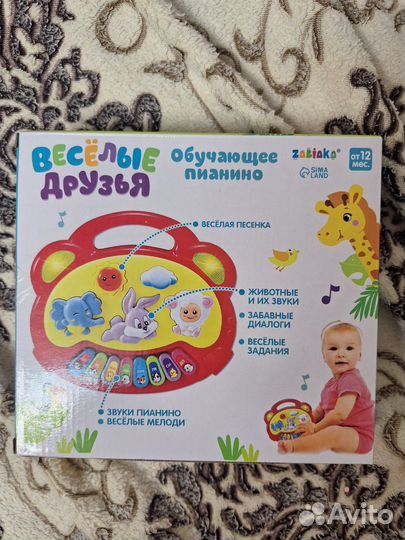 ВЕСЁЛЫЕ
ДРУЗЬЯ
Обучающее
пианино
Zabiaka
SIMA
LAND
ОТ 12
МЕС.
ВЕСЁЛАЯ ПЕСЕНКА
ЖИВОТНЫЕ
И ИХ ЗВУКИ
ЗАБАВНЫЕ
ДИАЛОГИ
ВЕСЁЛЫЕ
ЗАДАНИЯ
ЗВУКИ ПИАНИНО
ВЕСЁЛЫЕ МЕЛОДИ
Avito